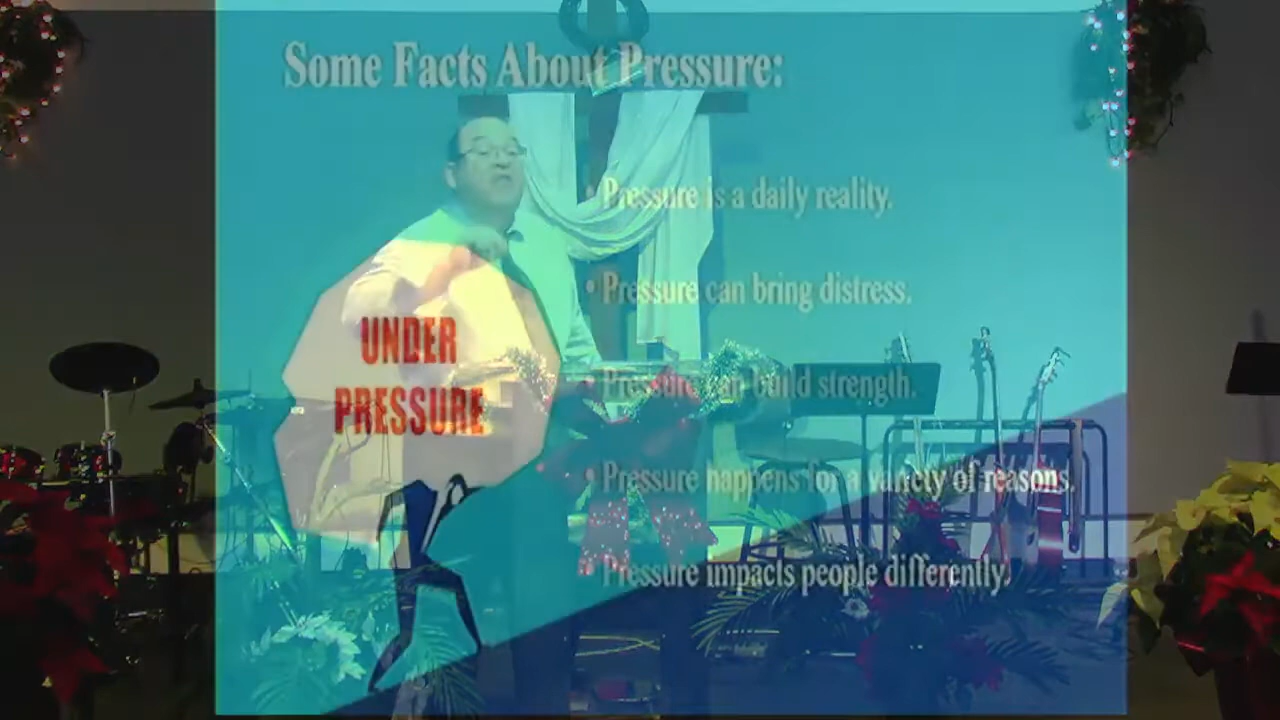 Some Facts About Pressure:
• Pressure is a daily reality.
• Pressure can bring distress.
UNDER
PRESSURE
• Pressure can build strength.
• Pressure happens for a variety of reasons.
• Pressure impacts people differently.